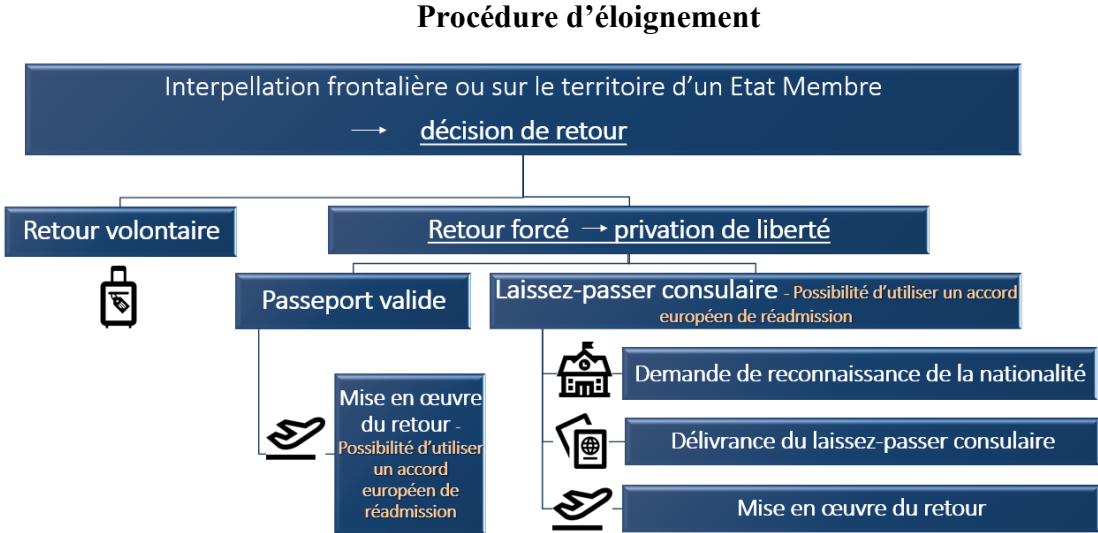 Procédure d’éloignement
Interpellation frontalière ou sur le territoire d’un Etat Membre
→ décision de retour
Retour volontaire
Retour forcé → privation de liberté
Passeport valide
Laissez-passer consulaire - Possibilité d’utiliser un accord
européen de réadmission
Mise en œuvre
du retour -
Possibilité d’utiliser
un accord
européen de
réadmission
Demande de reconnaissance de la nationalité
Délivrance du laissez-passer consulaire
Mise en œuvre du retour